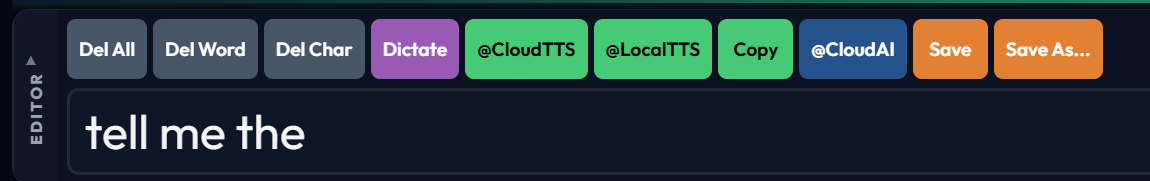 Del All Del Word Del Char Dictate @CloudTTS @LocalTTS Copy @CloudAI Save Save As...
EDITOR ▲
tell me the